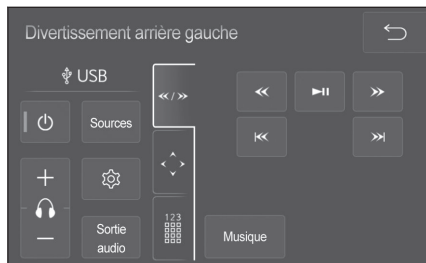 Divertissement arrière gauche
USB
Sources
Sortie
audio
123
Musique